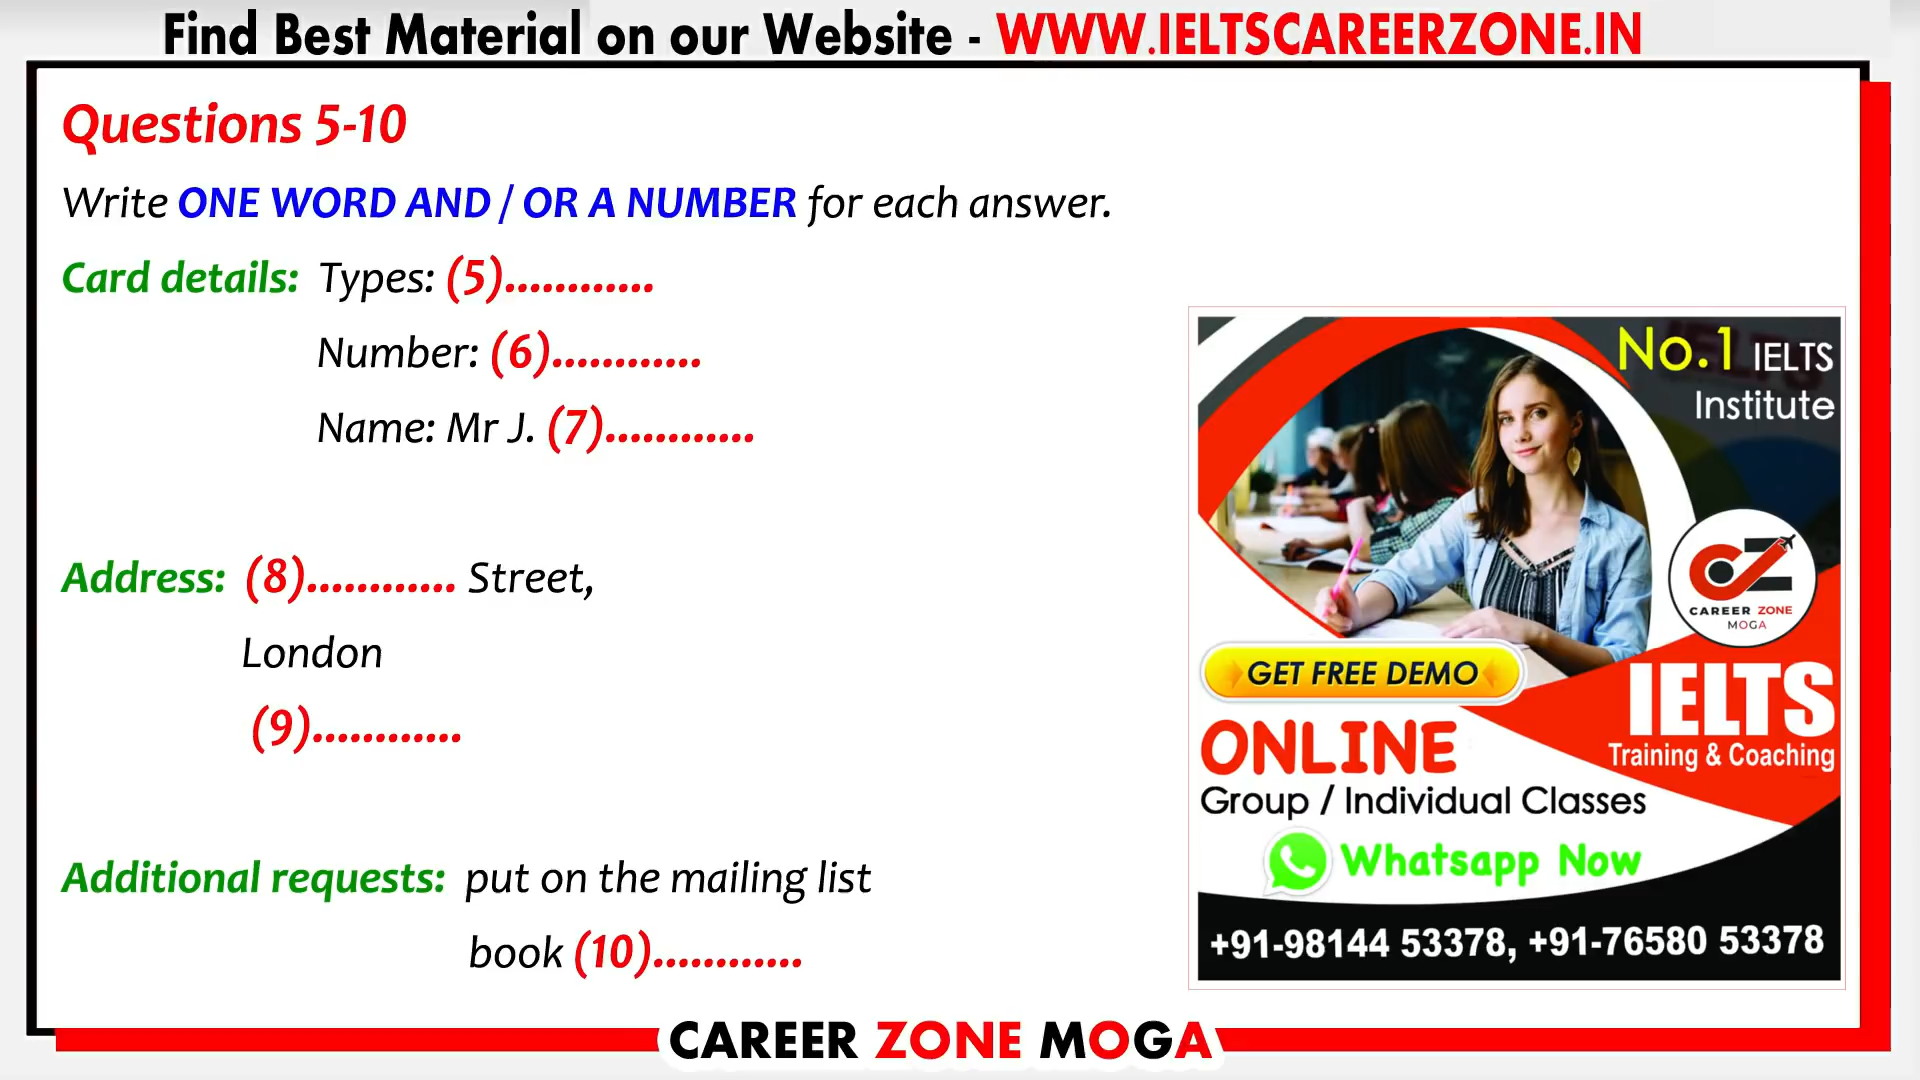 Find Best Material on our Website - WWW.IELTSCAREERZONE.IN
Questions 5-10
Write ONE WORD AND / OR A NUMBER for each answer.
Card details: Types: (5)............
Number: (6)............
Name: Mr J. (7)............
Address: (8)............ Street,
London
(9)............
Additional requests: put on the mailing list
book (10)............
No.1 IELTS
Institute
CAREER ZONE
MOGA
GET FREE DEMO
IELTS
Training & Coaching
ONLINE
Group / Individual Classes
Whatsapp Now
+91-98144 53378, +91-76580 53378
CAREER ZONE MOGA